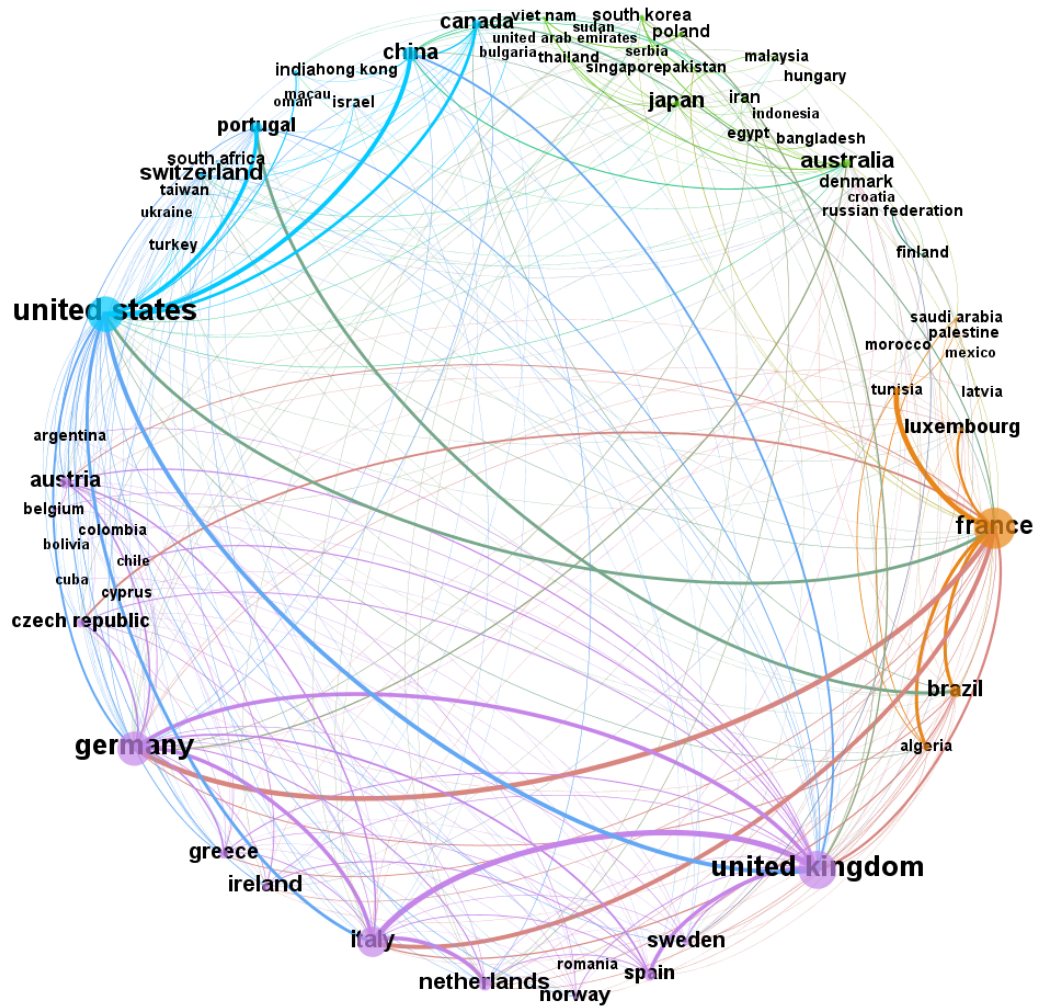 viet nam
south korea
canada
sudan
poland
united arab emirates
china
bulgaria
thailand
serbia
malaysia
singapore
pakistan
india
hong kong
hungary
macau
oman
israel
japan
iran
indonesia
portugal
egypt
bangladesh
south africa
australia
switzerland
taiwan
denmark
croatia
ukraine
russian federation
turkey
finland
united states
saudi arabia
palestine
morocco
mexico
tunisia
latvia
luxembourg
argentina
austria
belgium
france
colombia
bolivia
chile
cuba
cyprus
czech republic
brazil
germany
algeria
greece
united kingdom
ireland
italy
sweden
romania
spain
netherlands
norway